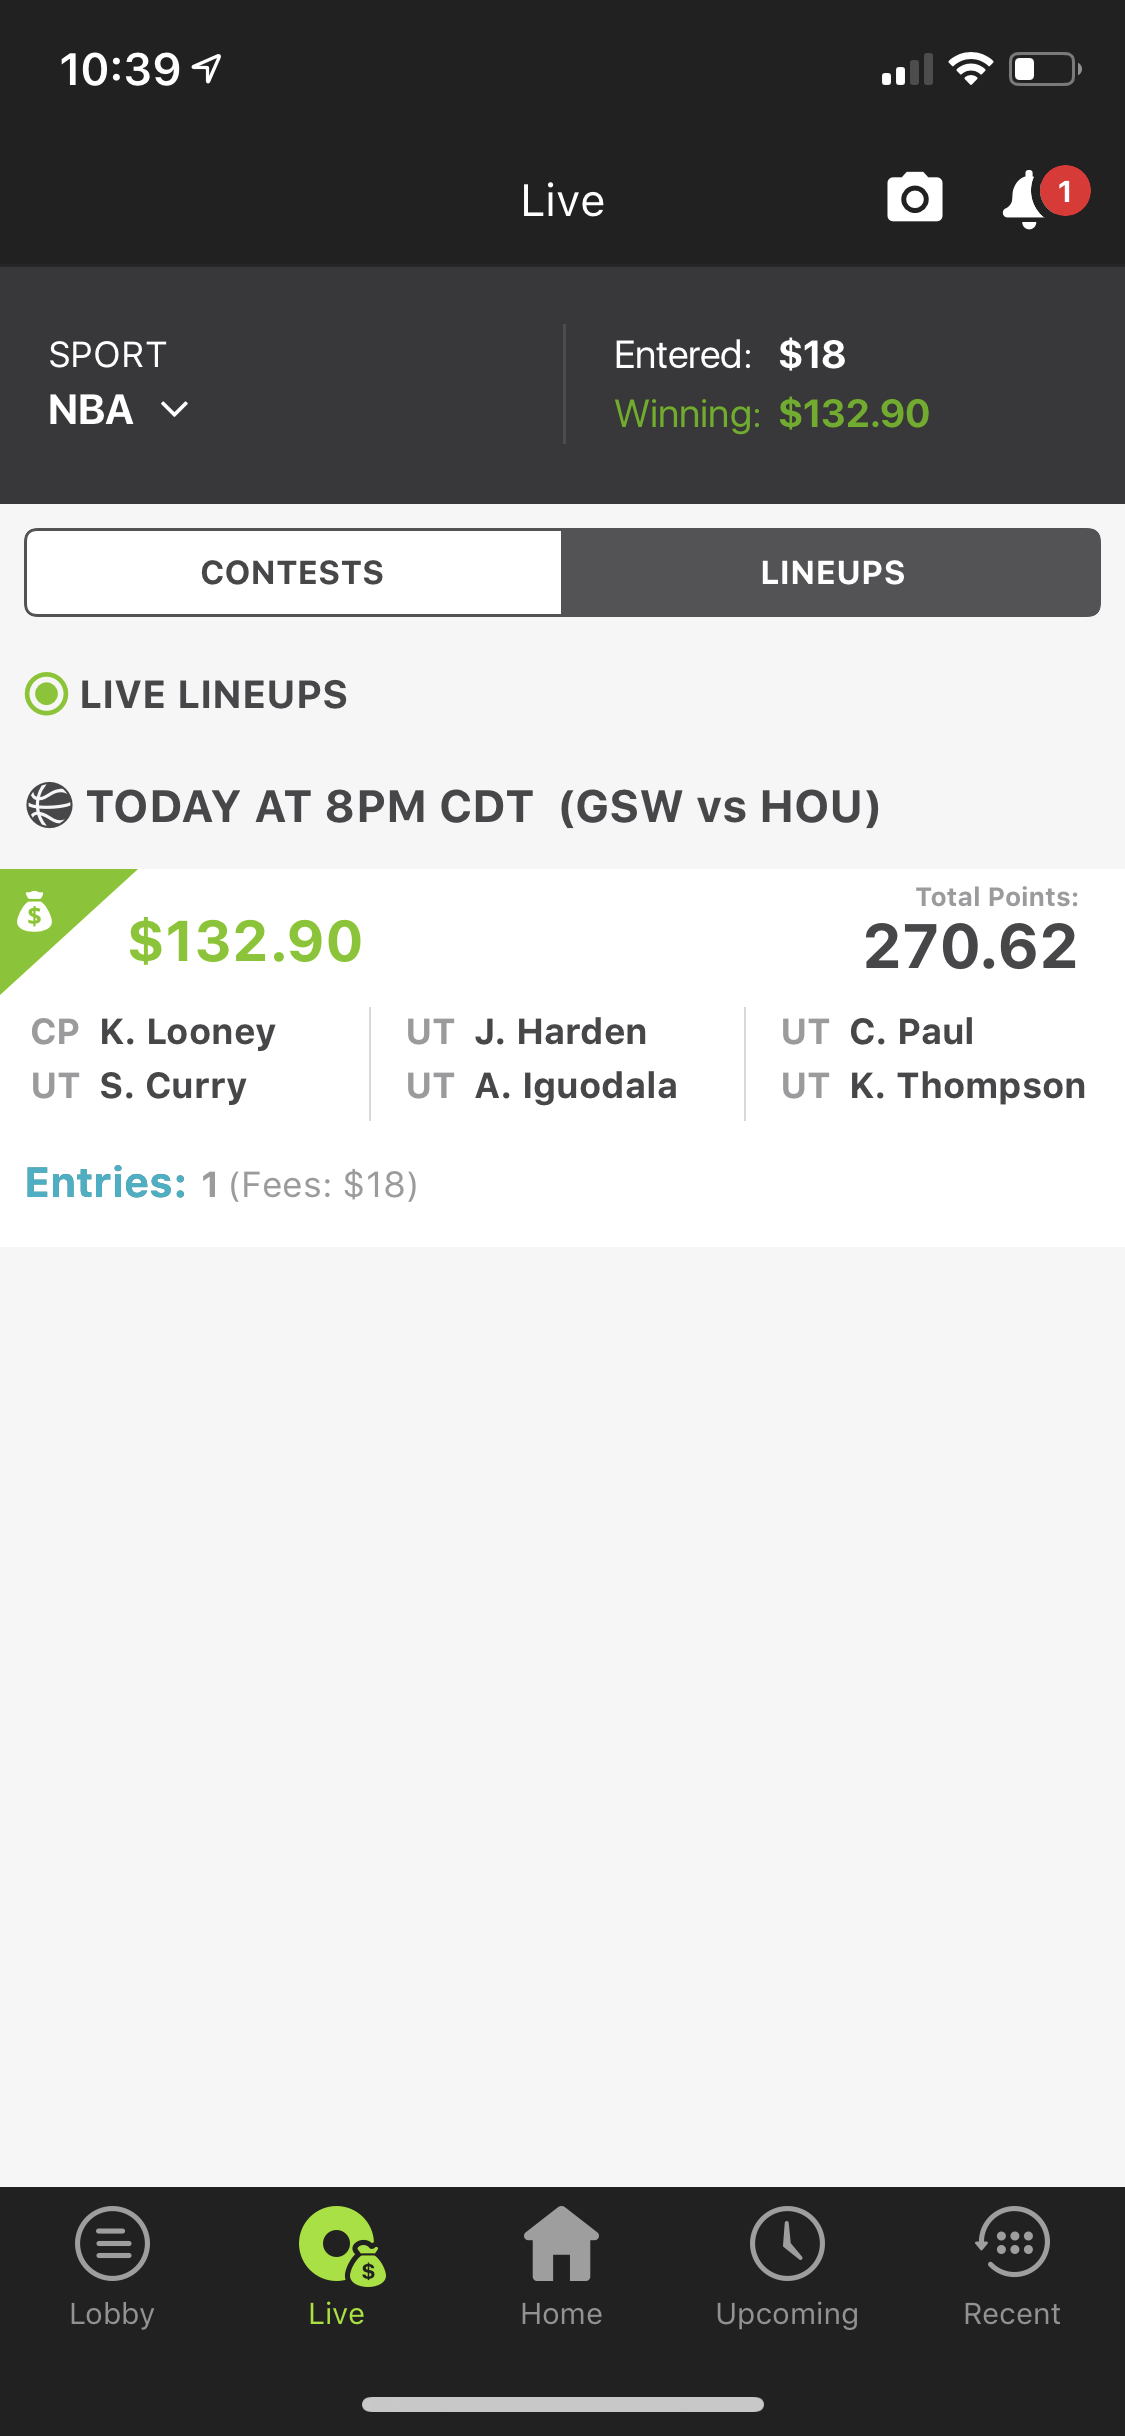 10:39
Live
1
SPORT
NBA
Entered: $18
Winning: $132.90
CONTESTS
LINEUPS
LIVE LINEUPS
TODAY AT 8PM CDT (GSW vs HOU)
$
$132.90
Total Points:
270.62
CP K. Looney
UT J. Harden
UT C. Paul
UT S. Curry
UT A. Iguodala
UT K. Thompson
Entries: 1 (Fees: $18)
$
Lobby
Live
Home
Upcoming
Recent